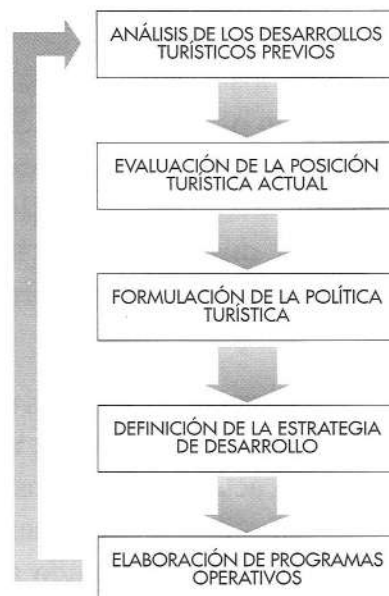 ANÁLISIS DE LOS DESARROLLOS
TURÍSTICOS PREVIOS
EVALUACIÓN DE LA POSICIÓN
TURÍSTICA ACTUAL
FORMULACIÓN DE LA POLÍTICA
TURÍSTICA
DEFINICIÓN DE LA ESTRATEGIA
DE DESARROLLO
ELABORACIÓN DE PROGRAMAS
OPERATIVOS